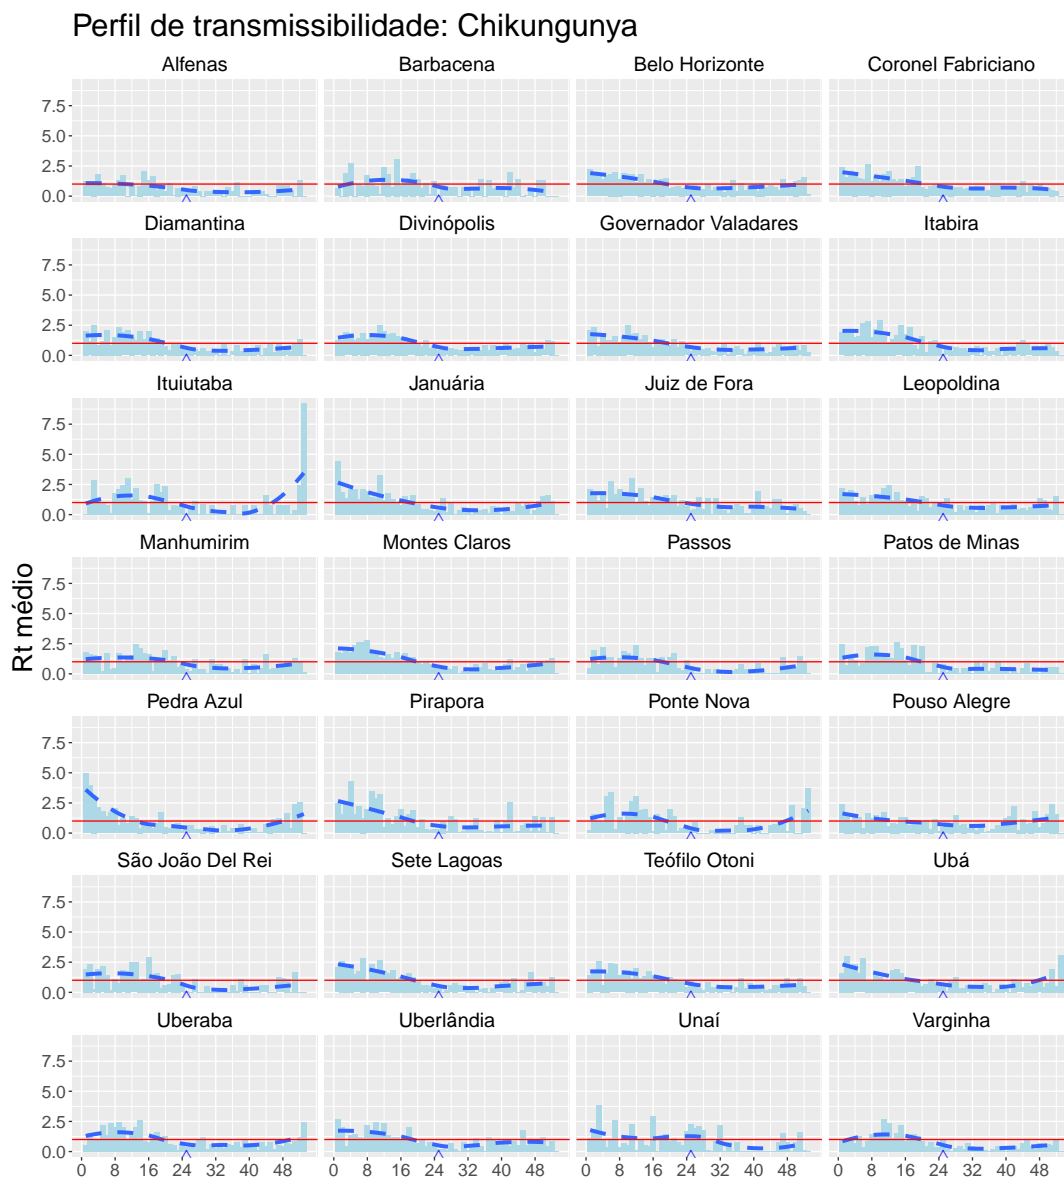 Perfil de transmissibilidade: Chikungunya
Alfenas Barbacena Belo Horizonte Coronel Fabriciano
7.5
5.0
2.5
0.0
Diamantina Divinópolis Governador Valadares Itabira
7.5
5.0
2.5
0.0
Ituiutaba Januária Juiz de Fora Leopoldina
7.5
5.0
2.5
0.0
Manhumirim Montes Claros Passos Patos de Minas
Rt médio
7.5
5.0
2.5
0.0
Pedra Azul Pirapora Ponte Nova Pouso Alegre
7.5
5.0
2.5
0.0
São João Del Rei Sete Lagoas Teófilo Otoni Ubá
7.5
5.0
2.5
0.0
Uberaba Uberlândia Unaí Varginha
7.5
5.0
2.5
0.0
0 8 16 24 32 40 48 0 8 16 24 32 40 48 0 8 16 24 32 40 48 0 8 16 24 32 40 48